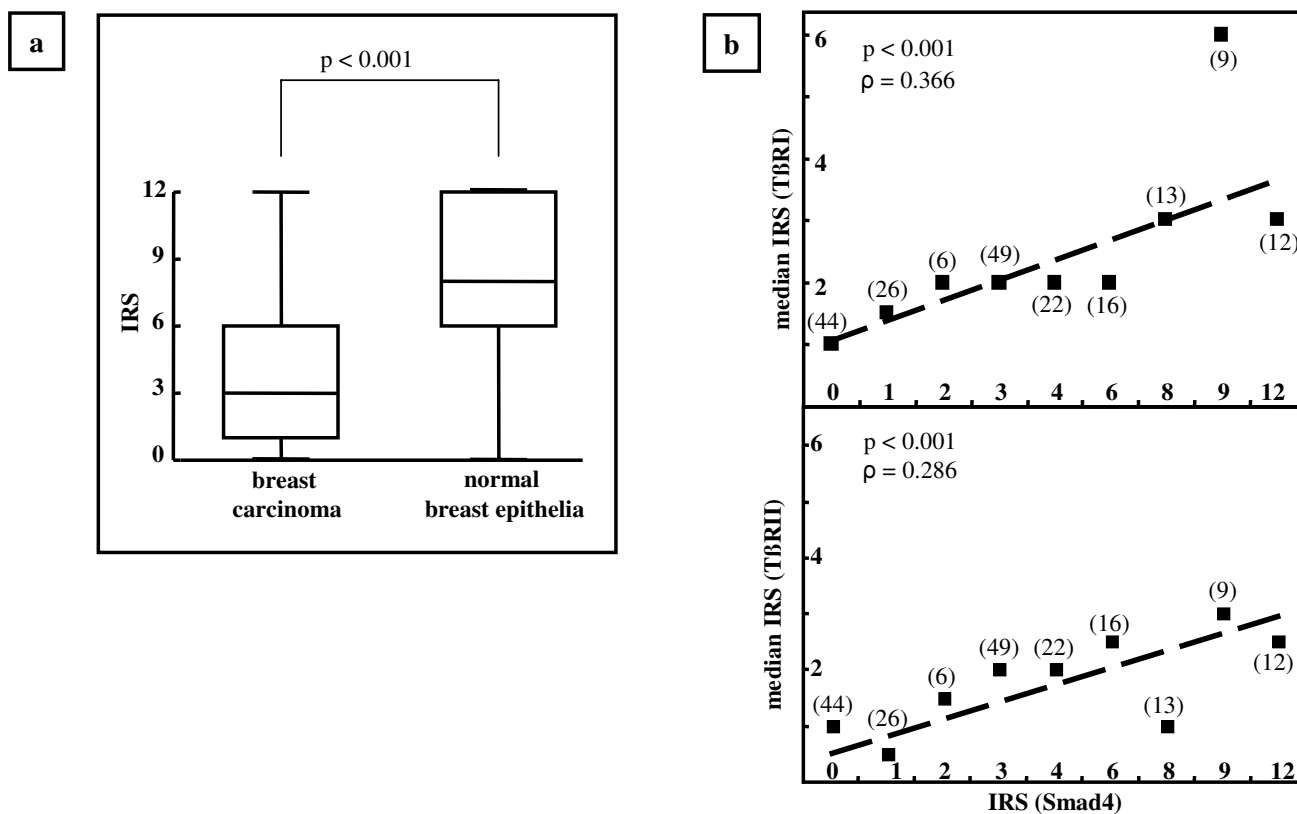 a
p < 0.001
IRS
12
9
6
3
0
breast
carcinoma
normal
breast epithelia
b
p < 0.001
ρ = 0.366
median IRS (TßRI)
6
4
2
(44)
(26)
(6)
(49)
(22)
(16)
(13)
(9)
(12)
0 1 2 3 4 6 8 9 12
p < 0.001
ρ = 0.286
median IRS (TßRII)
6
4
2
(44)
(26)
(6)
(49)
(22)
(16)
(13)
(9)
(12)
0 1 2 3 4 6 8 9 12
IRS (Smad4)